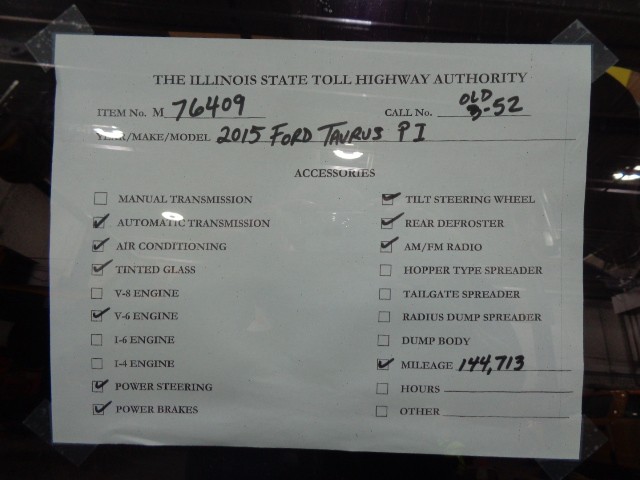 THE ILLINOIS STATE TOLL HIGHWAY AUTHORITY
ITEM No. M 76409 CALL No. OLD 3-52
YEAR/MAKE/MODEL 2015 FORD TAURUS PI
ACCESSORIES
MANUAL TRANSMISSION
AUTOMATIC TRANSMISSION
AIR CONDITIONING
TINTED GLASS
V-8 ENGINE
V-6 ENGINE
I-6 ENGINE
I-4 ENGINE
POWER STEERING
POWER BRAKES
TILT STEERING WHEEL
REAR DEFROSTER
AM/FM RADIO
HOPPER TYPE SPREADER
TAILGATE SPREADER
RADIUS DUMP SPREADER
DUMP BODY
MILEAGE 144,713
HOURS
OTHER